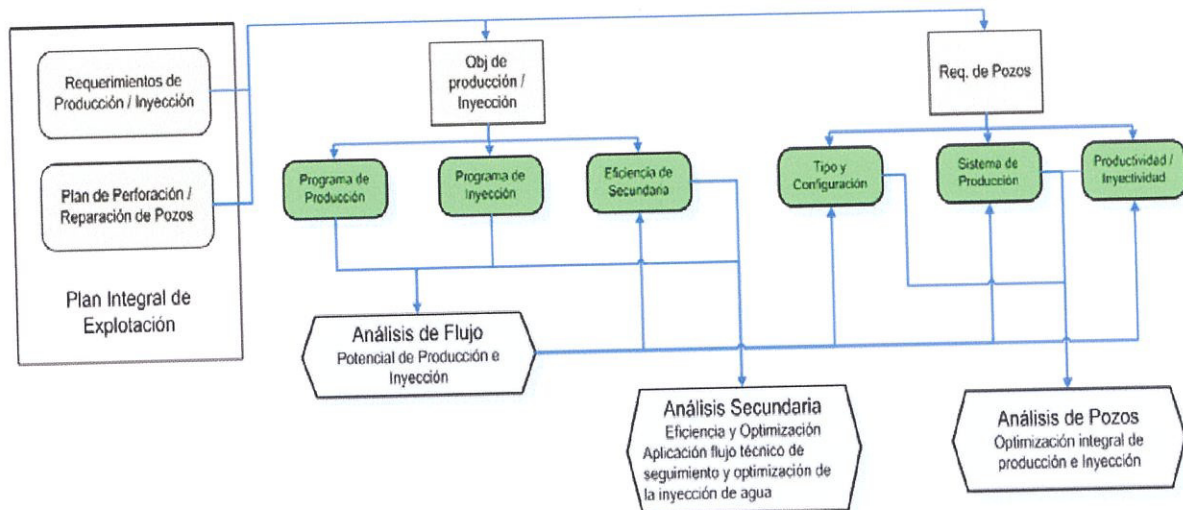 Requerimientos de
Producción / Inyección
Plan de Perforación /
Reparación de Pozos
Plan Integral de
Explotación
Obj de
producción /
Inyección
Req. de Pozos
Programa de
Producción
Programa de
Inyección
Eficiencia de
Secundaria
Tipo y
Configuración
Sistema de
Producción
Productividad /
Inyuctividad
Análisis de Flujo
Potencial de Producción e
Inyección
Análisis Secundaria
Eficiencia y Optimización
Aplicación flujo técnico de
seguimiento y optimización de
la inyección de agua
Análisis de Pozos
Optimización integral de
producción e Inyección